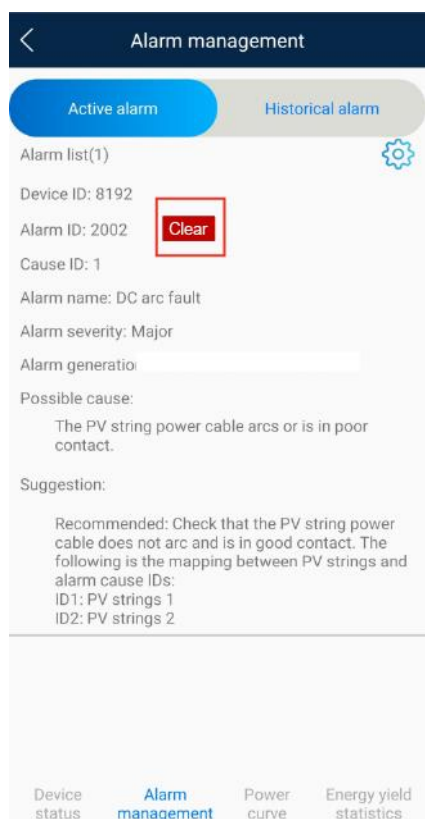 Alarm management
Active alarm
Historical alarm
Alarm list(1)
Device ID: 8192
Alarm ID: 2002
Clear
Cause ID: 1
Alarm name: DC arc fault
Alarm severity: Major
Alarm generatio
Possible cause:
The PV string power cable arcs or is in poor
contact.
Suggestion:
Recommended: Check that the PV string power
cable does not arc and is in good contact. The
following is the mapping between PV strings and
alarm cause IDs:
ID1: PV strings 1
ID2: PV strings 2
Device
status
Alarm
management
Power
curve
Energy yield
statistics